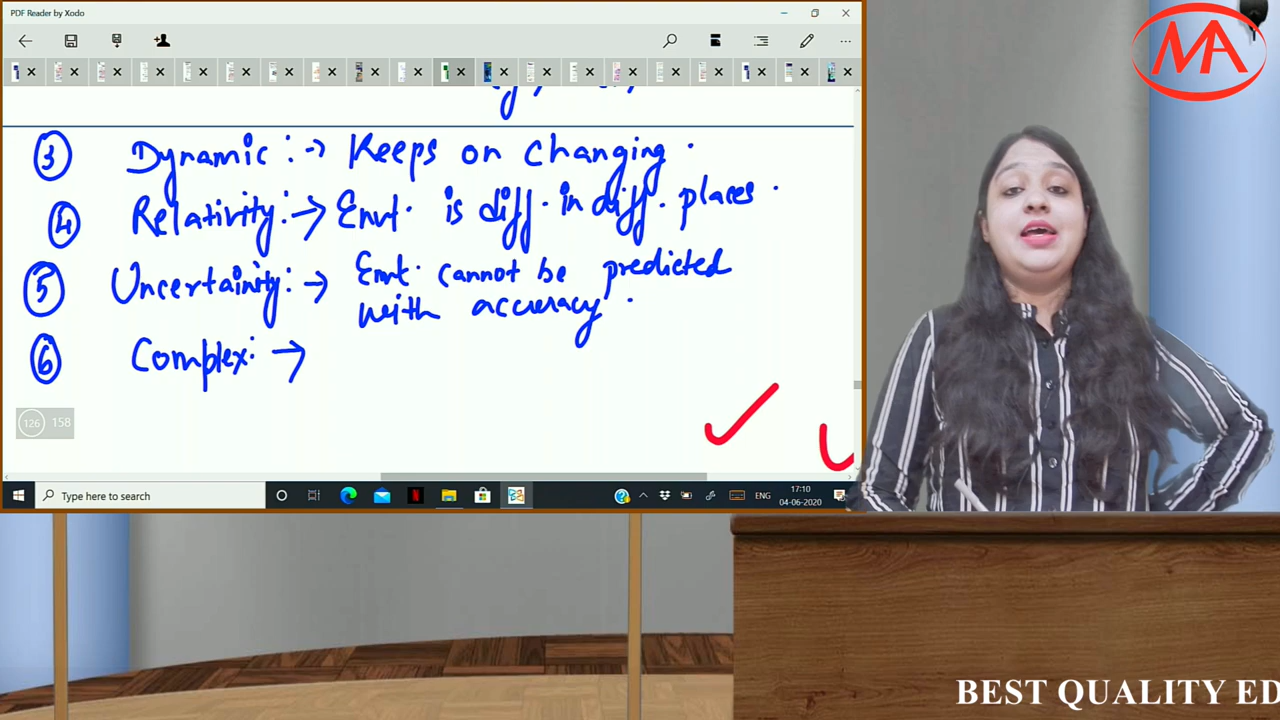 PDF Reader by Xodo
MA
③ Dynamic :→ Keeps on changing.
④ Relativity :→ Envt. is diff. in diff. places.
⑤ Uncertainity :→ Envt. cannot be predicted
with accuracy.
⑥ Complex :→
126 158
Type here to search
ENG
17:10
04-06-2020
BEST QUALITY ED